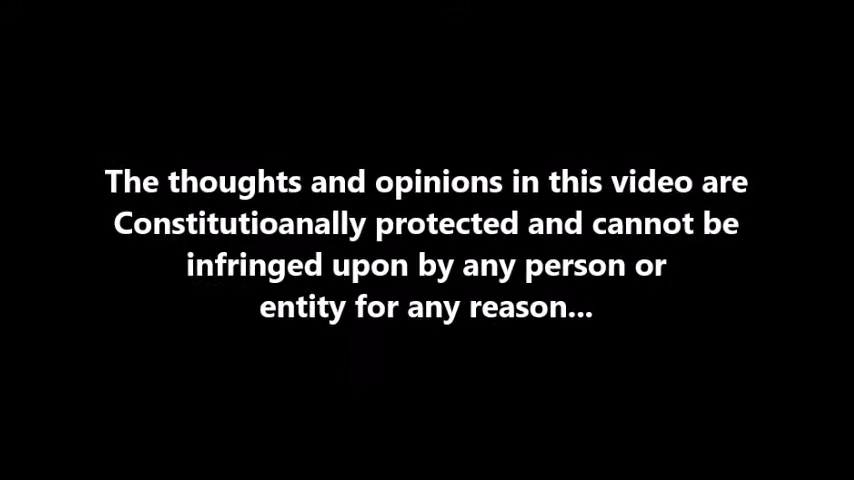 The thoughts and opinions in this video are
Constitutioanally protected and cannot be
infringed upon by any person or
entity for any reason...